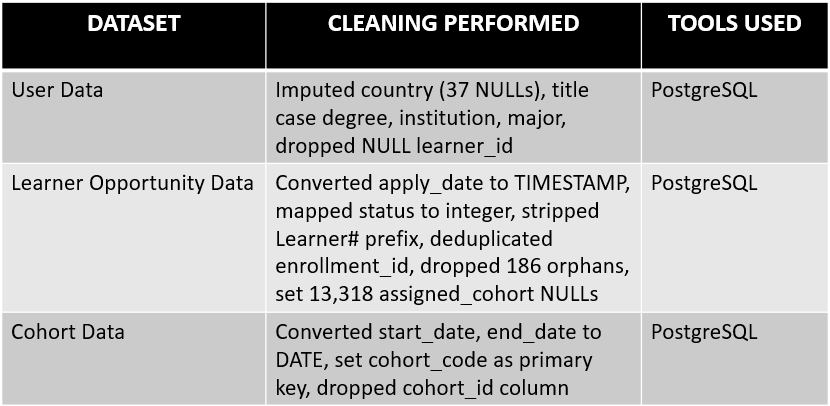 DATASET CLEANING PERFORMED TOOLS USED
User Data Imputed country (37 NULLs), title PostgreSQL
case degree, institution, major,
dropped NULL learner_id
Learner Opportunity Data Converted apply_date to TIMESTAMP, PostgreSQL
mapped status to integer, stripped
Learner# prefix, deduplicated
enrollment_id, dropped 186 orphans,
set 13,318 assigned_cohort NULLs
Cohort Data Converted start_date, end_date to PostgreSQL
DATE, set cohort_code as primary
key, dropped cohort_id column